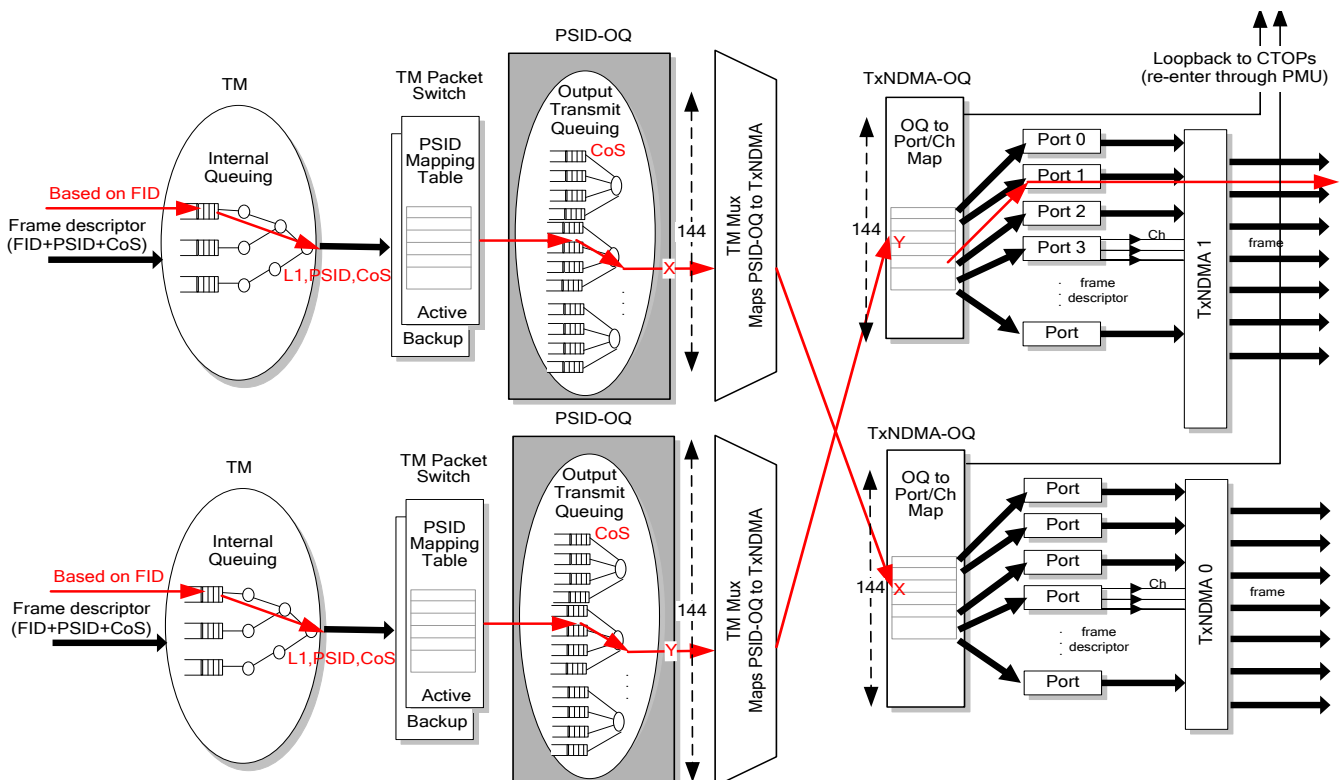 PSID-OQ
Loopback to CTOPs
(re-enter through PMU)
TM
TM Packet
Switch
TxNDMA-OQ
Internal
Queuing
PSID
Mapping
Table
Output
Transmit
Queuing
CoS
OQ to
Port/Ch
Map
Port 0
Port 1
Port 2
Port 3
Ch
Based on FID
Frame descriptor
(FID+PSID+CoS)
L1,PSID,CoS
144
TM Mux
Maps PSID-OQ to TxNDMA
144
Y
X
frame
descriptor
Port
TxNDMA 1
frame
Active
Backup
PSID-OQ
TM
TM Packet
Switch
TxNDMA-OQ
Internal
Queuing
PSID
Mapping
Table
Output
Transmit
Queuing
CoS
OQ to
Port/Ch
Map
Port
Port
Port
Port
Ch
Based on FID
Frame descriptor
(FID+PSID+CoS)
L1,PSID,CoS
144
TM Mux
Maps PSID-OQ to TxNDMA
144
X
Y
frame
descriptor
Port
TxNDMA 0
frame
Active
Backup